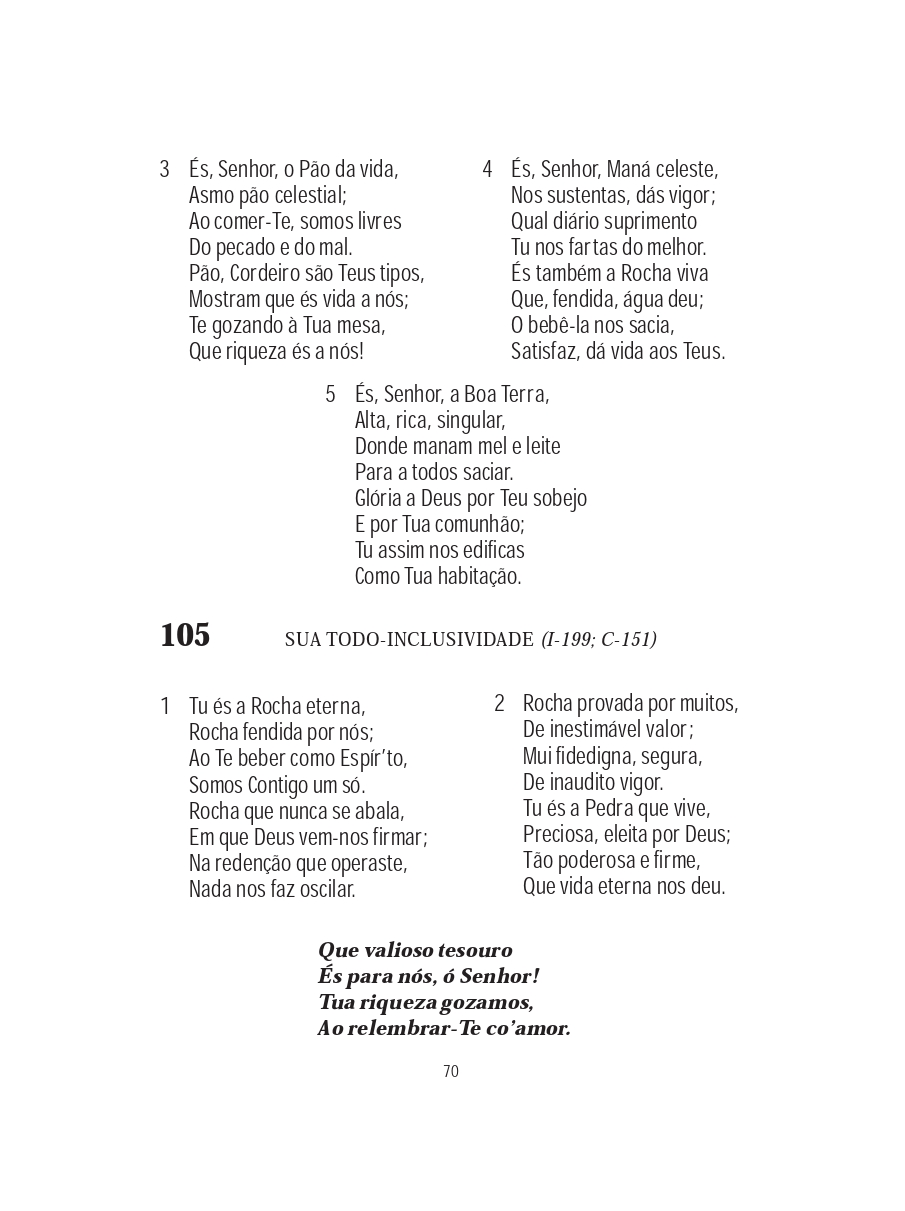 3 És, Senhor, o Pão da vida,
Asmo pão celestial;
Ao comer-Te, somos livres
Do pecado e do mal.
Pão, Cordeiro são Teus tipos,
Mostram que és vida a nós;
Te gozando à Tua mesa,
Que riqueza és a nós!
4 És, Senhor, Maná celeste,
Nos sustentas, dás vigor;
Qual diário suprimento
Tu nos fartas do melhor.
És também a Rocha viva
Que, fendida, água deu;
O bebê-la nos sacia,
Satisfaz, dá vida aos Teus.
5 És, Senhor, a Boa Terra,
Alta, rica, singular,
Donde manam mel e leite
Para a todos saciar.
Glória a Deus por Teu sobejo
E por Tua comunhão;
Tu assim nos edificas
Como Tua habitação.
105 SUA TODO-INCLUSIVIDADE (I-199; C-151)
1 Tu és a Rocha eterna,
Rocha fendida por nós;
Ao Te beber como Espír’to,
Somos Contigo um só.
Rocha que nunca se abala,
Em que Deus vem-nos firmar;
Na redenção que operaste,
Nada nos faz oscilar.
2 Rocha provada por muitos,
De inestimável valor;
Mui fidedigna, segura,
De inaudito vigor.
Tu és a Pedra que vive,
Preciosa, eleita por Deus;
Tão poderosa e firme,
Que vida eterna nos deu.
Que valioso tesouro
És para nós, ó Senhor!
Tua riqueza gozamos,
Ao relembrar-Te co’amor.
70